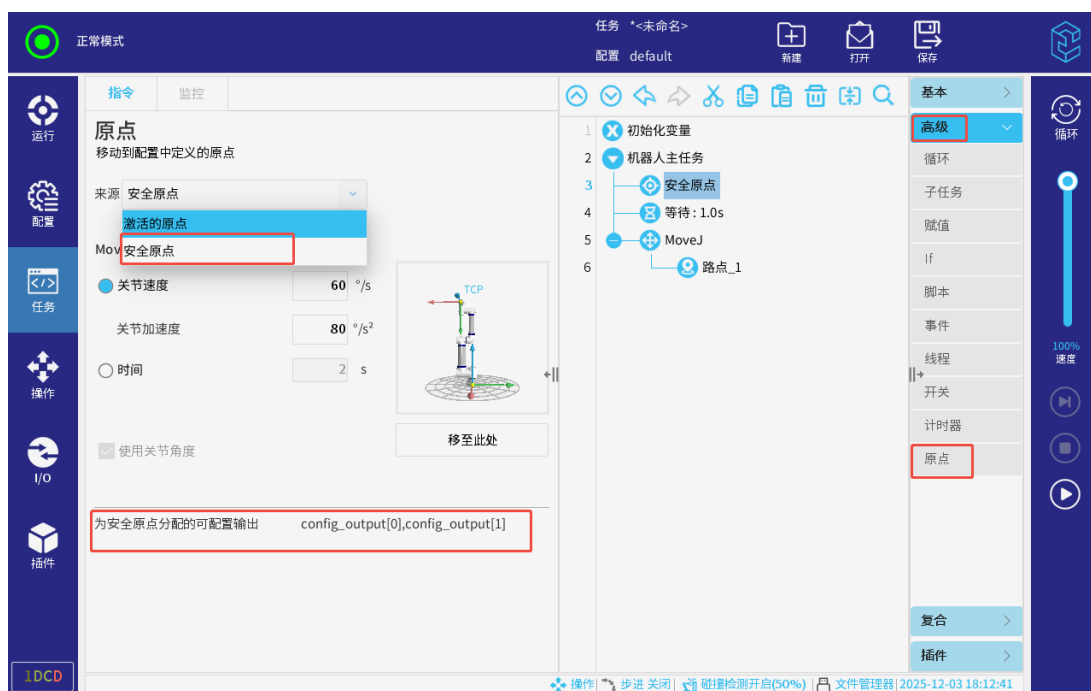 正常模式
任务 *<未命名>
配置 default
新建
打开
保存
运行
配置
任务
操作
I/O
插件
1DCD
指令
监控
原点
移动到配置中定义的原点
来源 安全原点
激活的原点
安全原点
Mov
关节速度 60 °/s
关节加速度 80 °/s²
时间 2 s
TCP
使用关节角度
移至此处
为安全原点分配的可配置输出 config_output[0],config_output[1]
1 初始化变量
2 机器人主任务
3 安全原点
4 等待 : 1.0s
5 MoveJ
6 路点_1
基本
高级
循环
子任务
赋值
If
脚本
事件
线程
开关
计时器
原点
复合
插件
循环
100%
速度
操作| 步进 关闭| 碰撞检测开启(50%) | 文件管理器| 2025-12-03 18:12:41